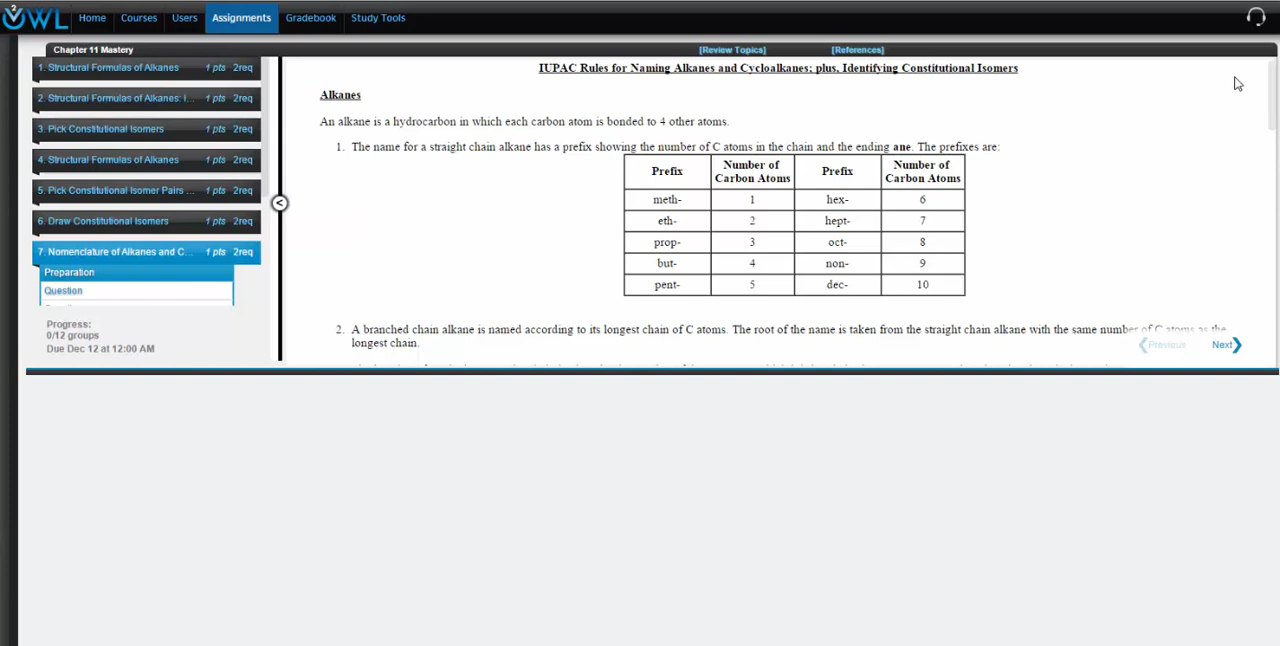 2
OWL Home Courses Users Assignments Gradebook Study Tools
Chapter 11 Mastery [Review Topics] [References]
1. Structural Formulas of Alkanes 1 pts 2req
2. Structural Formulas of Alkanes: I... 1 pts 2req
3. Pick Constitutional Isomers 1 pts 2req
4. Structural Formulas of Alkanes 1 pts 2req
5. Pick Constitutional Isomer Pairs ... 1 pts 2req
6. Draw Constitutional Isomers 1 pts 2req
7. Nomenclature of Alkanes and C... 1 pts 2req
Preparation
Question
Progress:
0/12 groups
Due Dec 12 at 12:00 AM
<
IUPAC Rules for Naming Alkanes and Cycloalkanes; plus, Identifying Constitutional Isomers
Alkanes
An alkane is a hydrocarbon in which each carbon atom is bonded to 4 other atoms.
1. The name for a straight chain alkane has a prefix showing the number of C atoms in the chain and the ending ane. The prefixes are:
Prefix Number of Carbon Atoms Prefix Number of Carbon Atoms
meth- 1 hex- 6
eth- 2 hept- 7
prop- 3 oct- 8
but- 4 non- 9
pent- 5 dec- 10
2. A branched chain alkane is named according to its longest chain of C atoms. The root of the name is taken from the straight chain alkane with the same number of C atoms as the
longest chain.
Previous Next